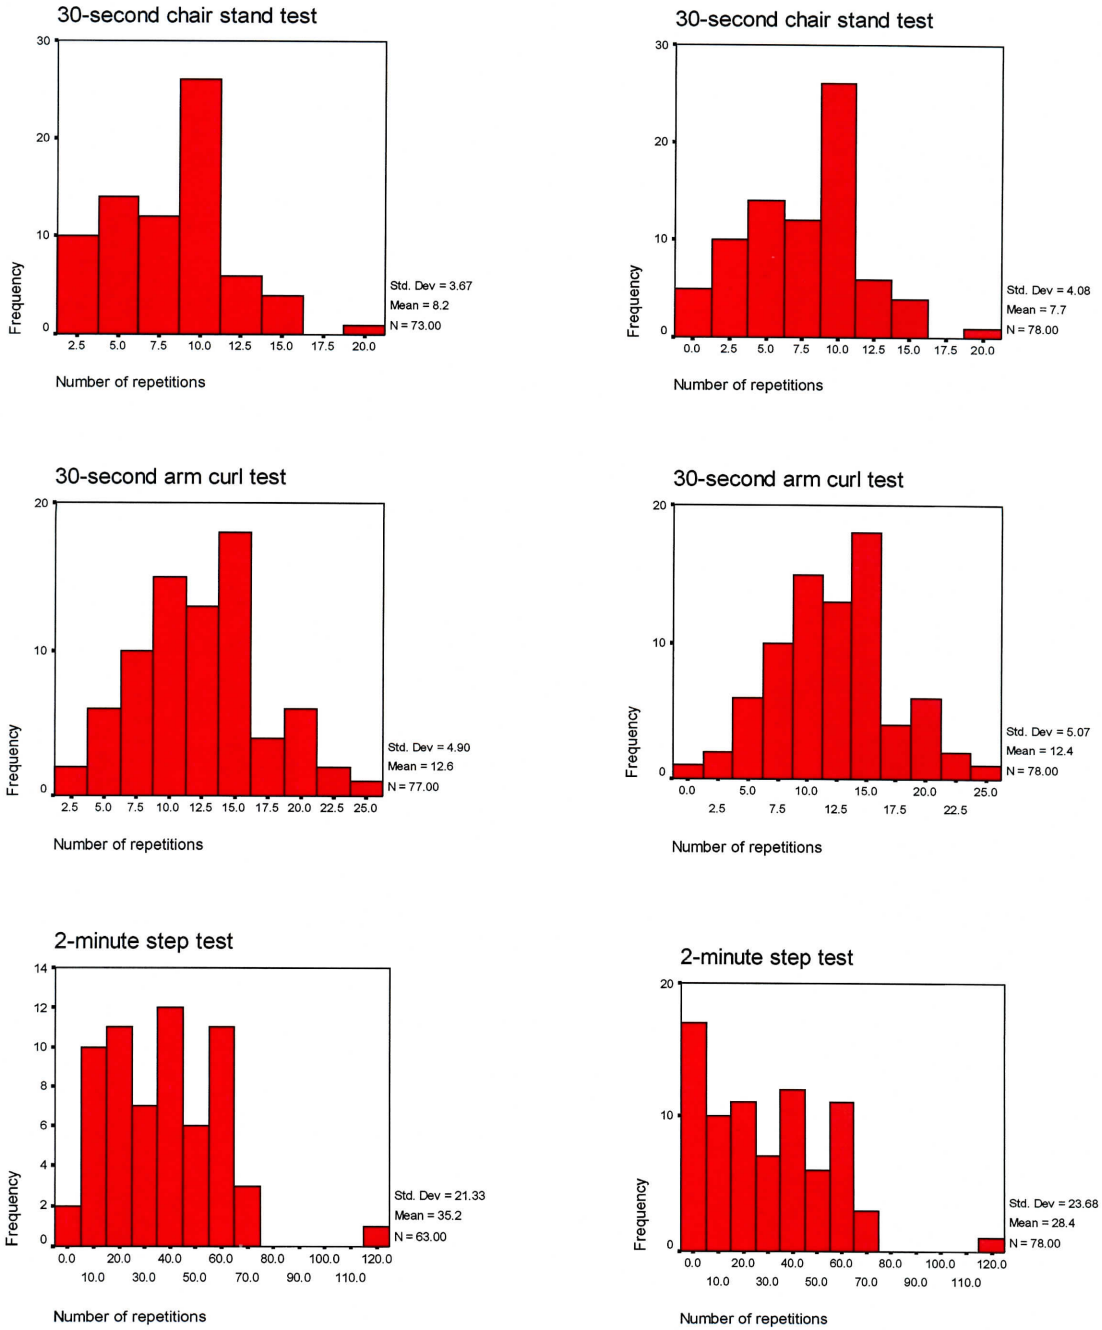 30-second chair stand test
30
20
10
0
Frequency
2.5 5.0 7.5 10.0 12.5 15.0 17.5 20.0
Number of repetitions
Std. Dev = 3.67
Mean = 8.2
N = 73.00
30-second chair stand test
30
20
10
0
Frequency
0.0 2.5 5.0 7.5 10.0 12.5 15.0 17.5 20.0
Number of repetitions
Std. Dev = 4.08
Mean = 7.7
N = 78.00
30-second arm curl test
20
10
0
Frequency
2.5 5.0 7.5 10.0 12.5 15.0 17.5 20.0 22.5 25.0
Number of repetitions
Std. Dev = 4.90
Mean = 12.6
N = 77.00
30-second arm curl test
20
10
0
Frequency
0.0 5.0 10.0 15.0 20.0 25.0
2.5 7.5 12.5 17.5 22.5
Number of repetitions
Std. Dev = 5.07
Mean = 12.4
N = 78.00
2-minute step test
14
12
10
8
6
4
2
0
Frequency
0.0 20.0 40.0 60.0 80.0 100.0 120.0
10.0 30.0 50.0 70.0 90.0 110.0
Number of repetitions
Std. Dev = 21.33
Mean = 35.2
N = 63.00
2-minute step test
20
10
0
Frequency
0.0 20.0 40.0 60.0 80.0 100.0 120.0
10.0 30.0 50.0 70.0 90.0 110.0
Number of repetitions
Std. Dev = 23.68
Mean = 28.4
N = 78.00